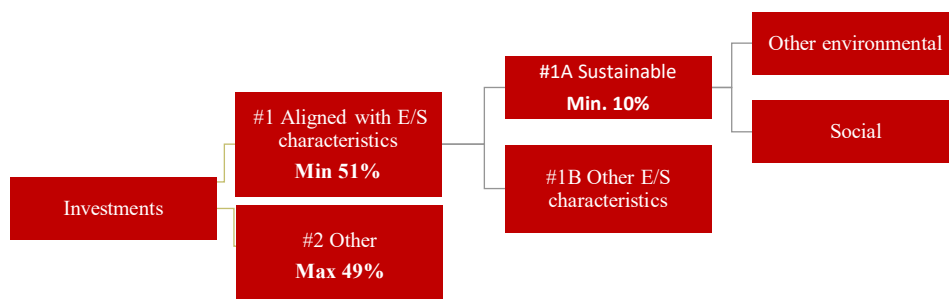 Investments
#1 Aligned with E/S
characteristics
Min 51%
#2 Other
Max 49%
#1A Sustainable
Min. 10%
#1B Other E/S
characteristics
Other environmental
Social